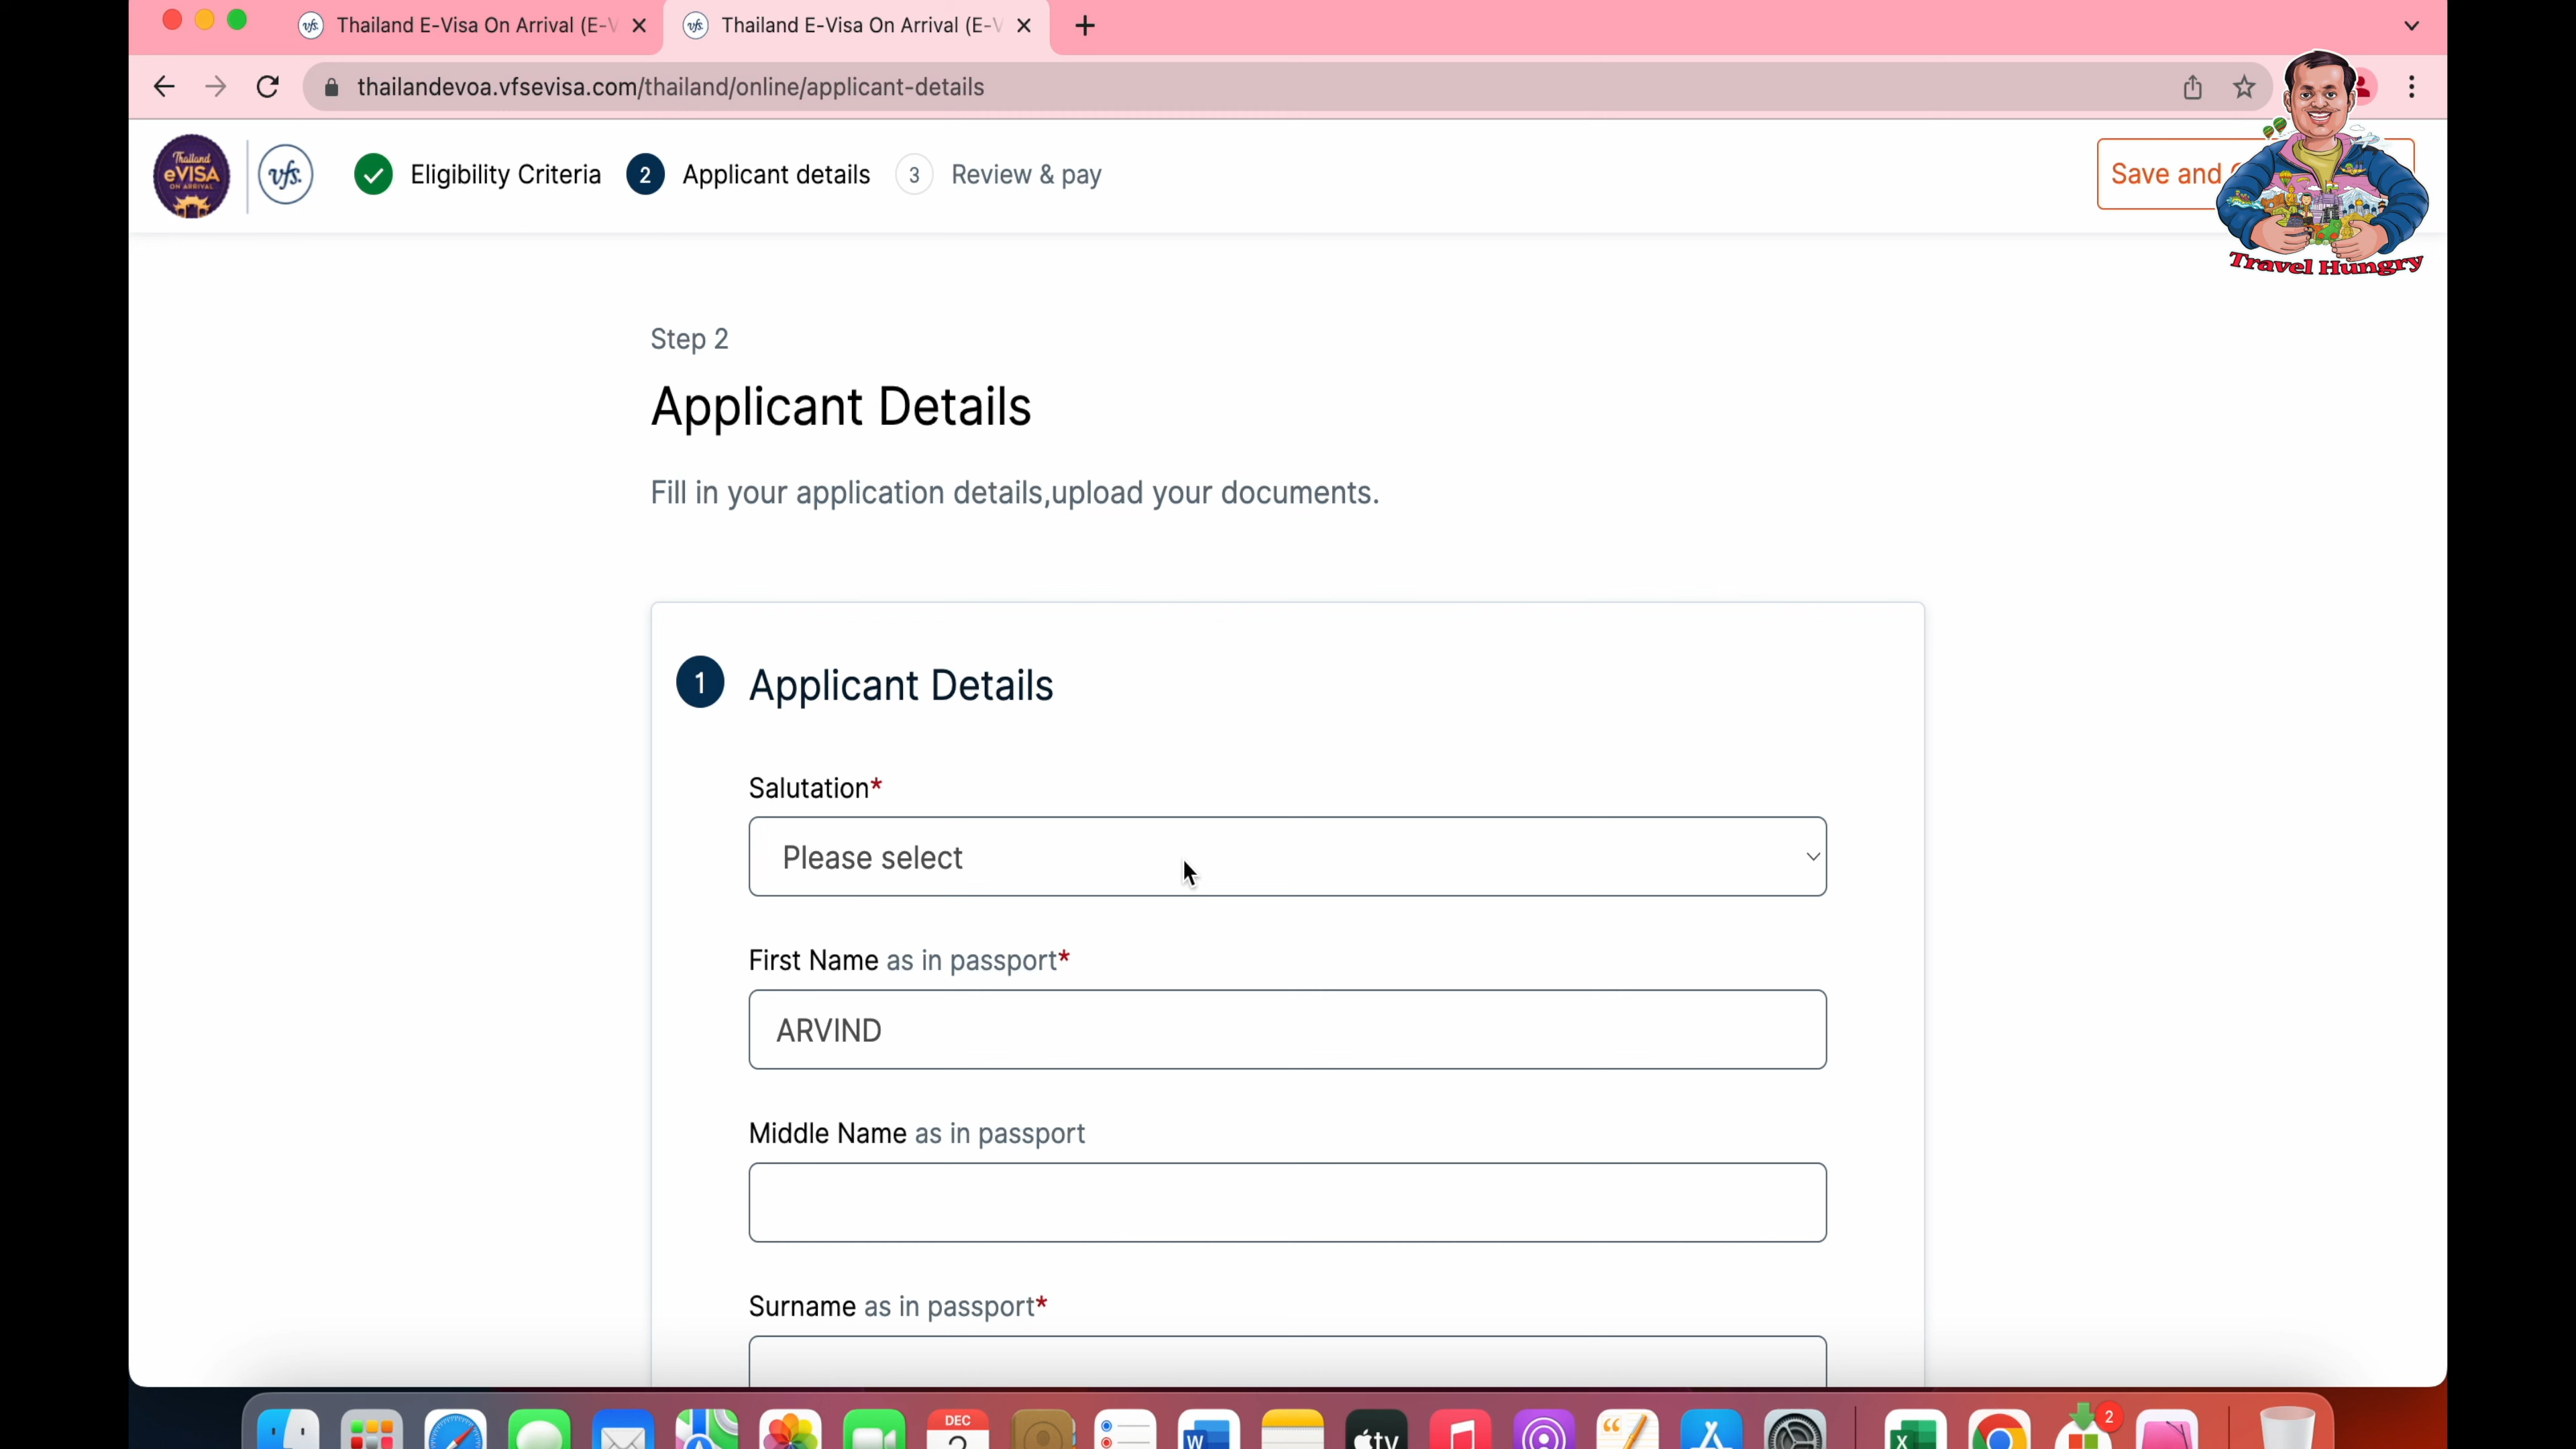 Thailand E-Visa On Arrival (E-V
Thailand E-Visa On Arrival (E-V
thailandevoa.vfsevisa.com/thailand/online/applicant-details
Thailand
eVISA
ON ARRIVAL
vfs.
Eligibility Criteria
2
Applicant details
3
Review & pay
Save and
Travel Hungry
Step 2
Applicant Details
Fill in your application details,upload your documents.
1
Applicant Details
Salutation*
Please select
First Name as in passport*
ARVIND
Middle Name as in passport
Surname as in passport*
DEC
W
tv
X
2